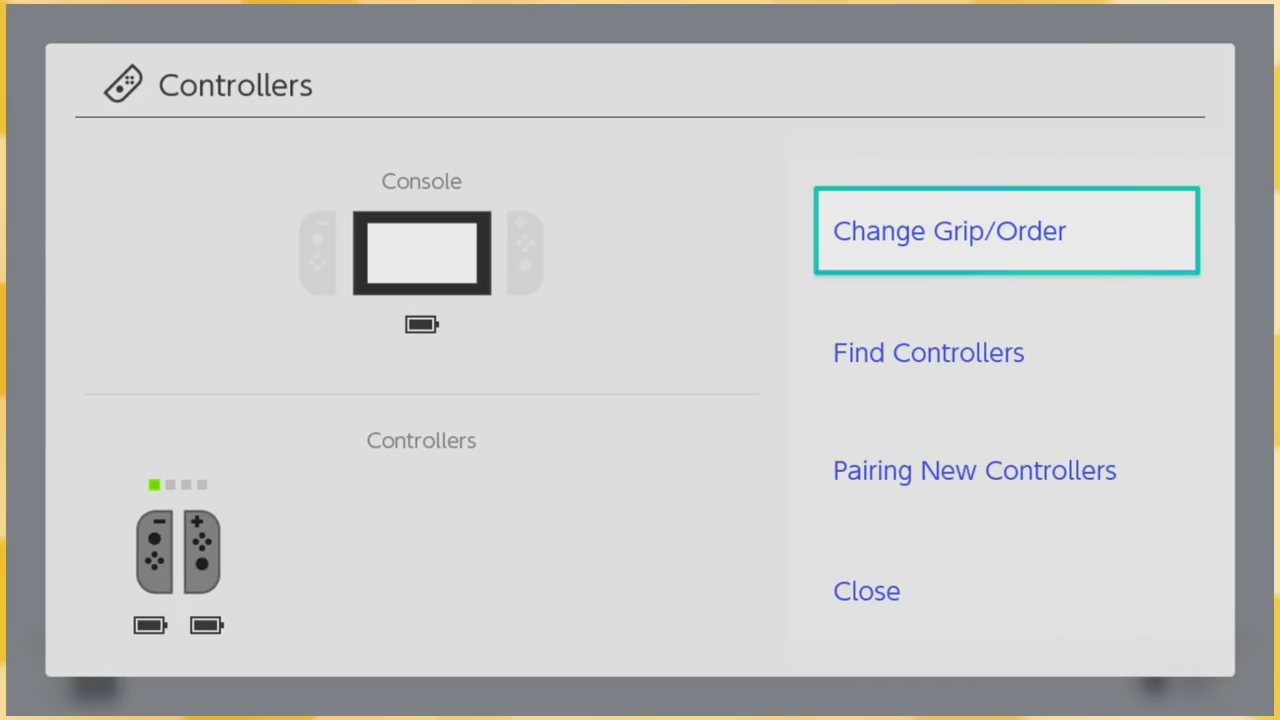 Controllers
Console
Controllers
Change Grip/Order
Find Controllers
Pairing New Controllers
Close